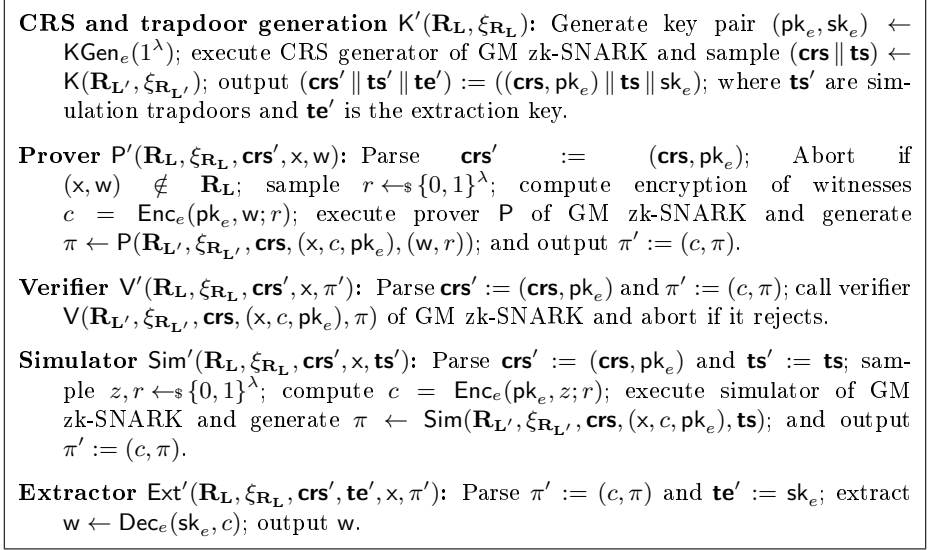 CRS and trapdoor generation K′(R_L, ξ_{R_L}): Generate key pair (pk_e, sk_e) ←
KGen_e(1^λ); execute CRS generator of GM zk-SNARK and sample (crs ∥ ts) ←
K(R_{L′}, ξ_{R_{L′}}); output (crs′ ∥ ts′ ∥ te′) := ((crs, pk_e) ∥ ts ∥ sk_e); where ts′ are sim-
ulation trapdoors and te′ is the extraction key.
Prover P′(R_L, ξ_{R_L}, crs′, x, w): Parse crs′ := (crs, pk_e); Abort if
(x, w) ∉ R_L; sample r ←$ {0, 1}^λ; compute encryption of witnesses
c = Enc_e(pk_e, w; r); execute prover P of GM zk-SNARK and generate
π ← P(R_{L′}, ξ_{R_{L′}}, crs, (x, c, pk_e), (w, r)); and output π′ := (c, π).
Verifier V′(R_L, ξ_{R_L}, crs′, x, π′): Parse crs′ := (crs, pk_e) and π′ := (c, π); call verifier
V(R_{L′}, ξ_{R_{L′}}, crs, (x, c, pk_e), π) of GM zk-SNARK and abort if it rejects.
Simulator Sim′(R_L, ξ_{R_L}, crs′, x, ts′): Parse crs′ := (crs, pk_e) and ts′ := ts; sam-
ple z, r ←$ {0, 1}^λ; compute c = Enc_e(pk_e, z; r); execute simulator of GM
zk-SNARK and generate π ← Sim(R_{L′}, ξ_{R_{L′}}, crs, (x, c, pk_e), ts); and output
π′ := (c, π).
Extractor Ext′(R_L, ξ_{R_L}, crs′, te′, x, π′): Parse π′ := (c, π) and te′ := sk_e; extract
w ← Dec_e(sk_e, c); output w.